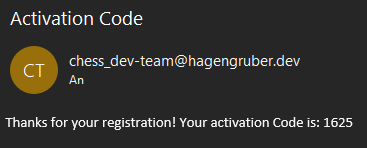 Activation Code
CT
chess_dev-team@hagengruber.dev
An
Thanks for your registration! Your activation Code is: 1625